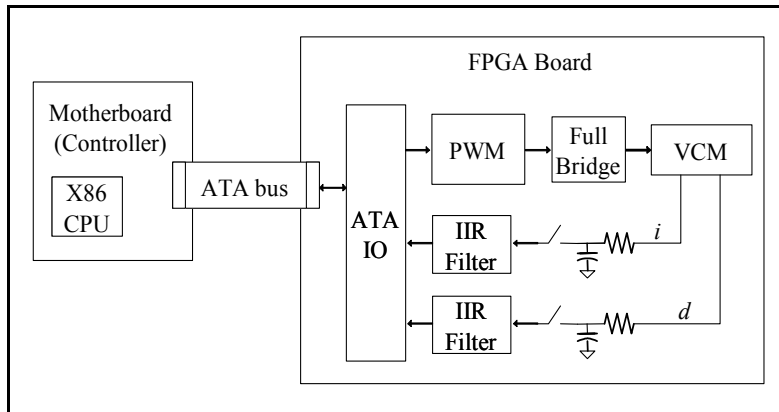 FPGA Board
Motherboard
(Controller)
X86
CPU
ATA bus
ATA
IO
PWM
Full
Bridge
VCM
IIR
Filter
i
IIR
Filter
d